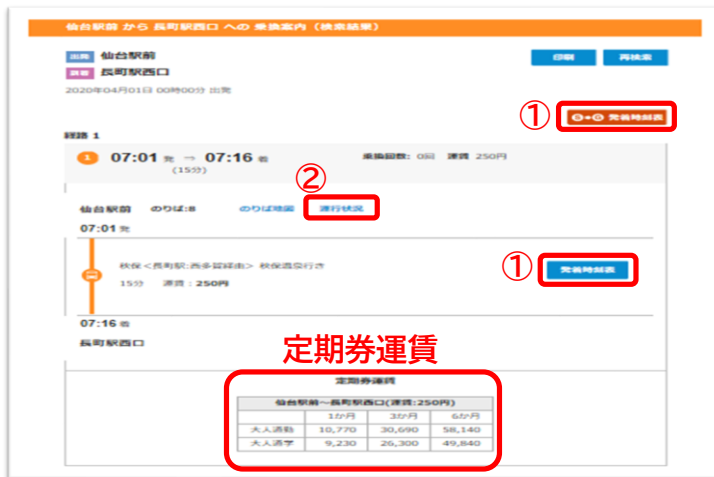 仙台駅前 から 長町駅西口 への 乗換案内 (検索結果)
出発 仙台駅前
印刷 再検索
到着 長町駅西口
2020年04月01日 00時00分 出発
① S→G 発着時刻表
経路 1
1 07:01 発 → 07:16 着
乗換回数: 0回 運賃 250円
(15分)
②
仙台駅前 のりば:8 のりば地図 運行状況
07:01 発
秋保<長町駅:西多賀経由> 秋保温泉行き
① 発着時刻表
15分 運賃 : 250円
07:16 着
長町駅西口
定期券運賃
定期券運賃
仙台駅前~長町駅西口(運賃:250円)
1か月 3か月 6か月
大人通勤 10,770 30,690 58,140
大人通学 9,230 26,300 49,840